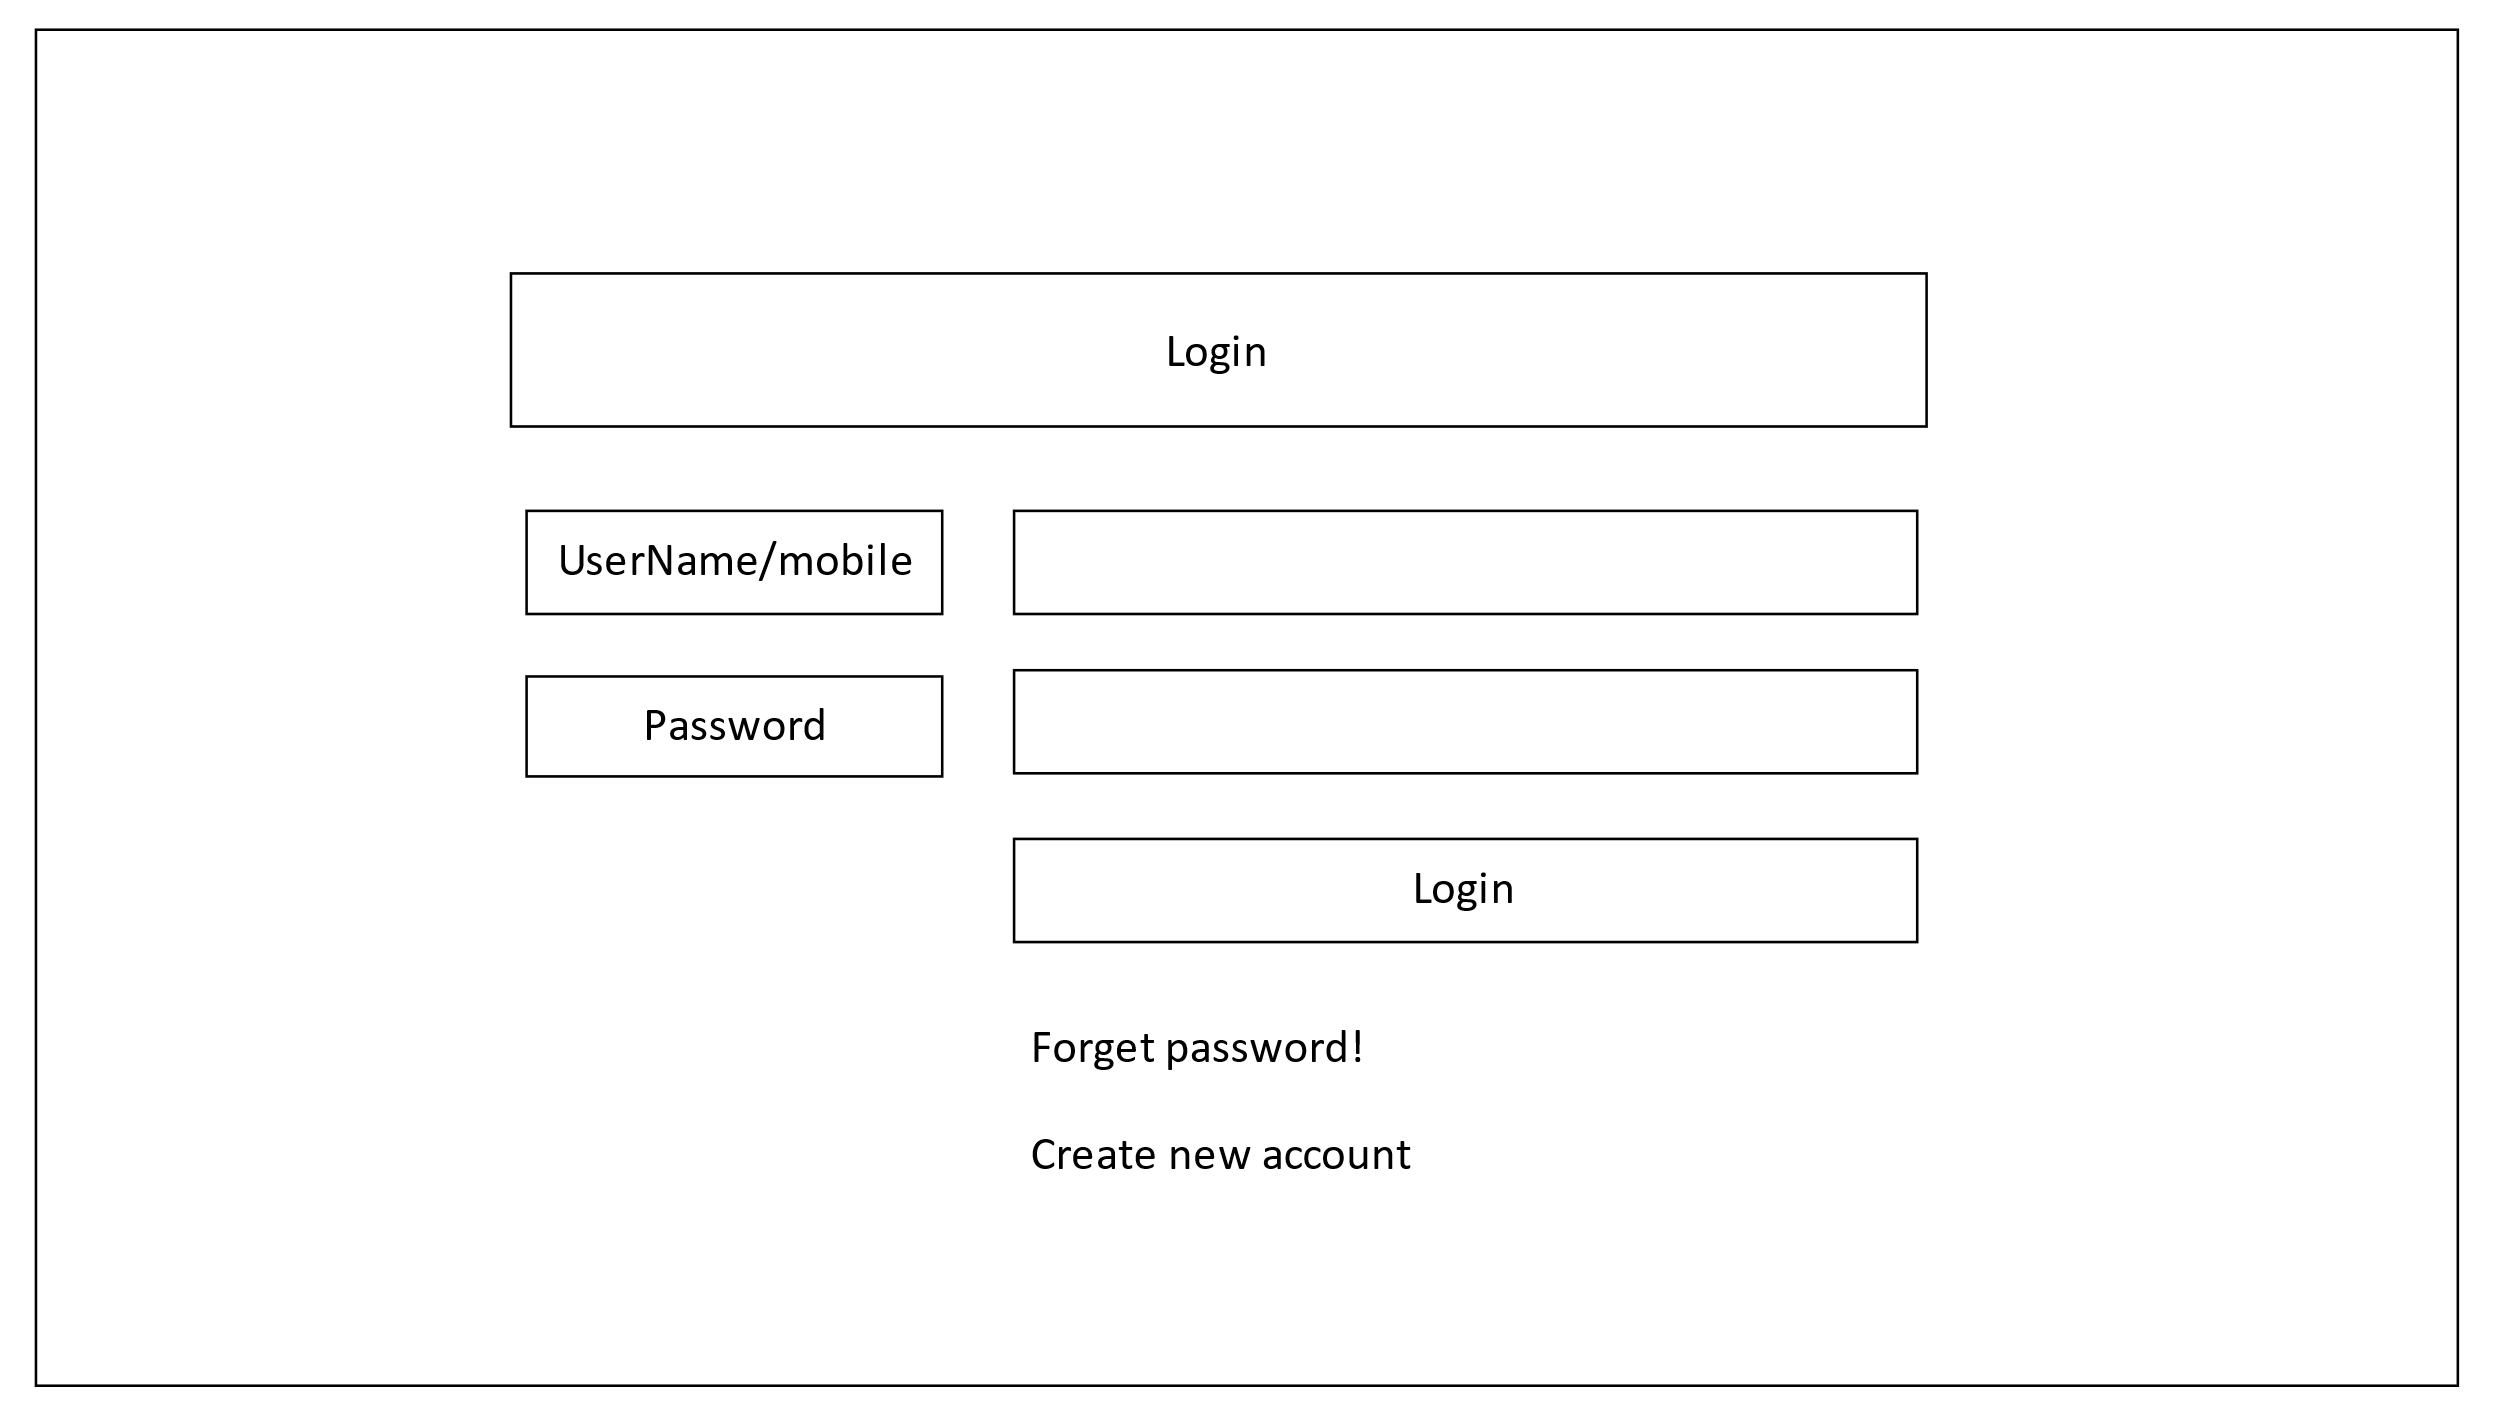 Login
UserName/mobile
Password
Login
Forget password!
Create new account